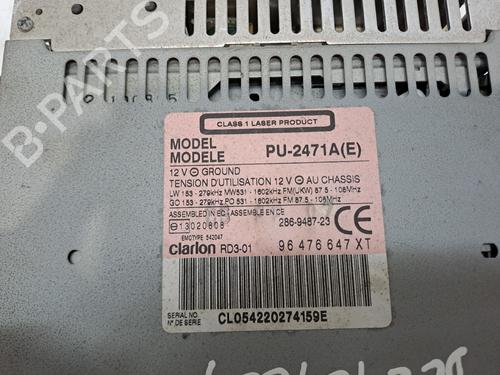 B-PARTS
CLASS 1 LASER PRODUCT
MODEL
MODELE
PU-2471A(E)
12 V ⊖ GROUND
TENSION D'UTILISATION 12 V ⊖ AU CHASSIS
LW 153 - 279kHz MW531 - 1602kHz FM(UKW) 87.5 - 108MHz
GO 153 - 279kHz PO 531 - 1602kHz FM 87.5 - 108MHz
ASSEMBLED IN EC / ASSEMBLE EN CE
13020808
286-9487-23
CE
EMOTYPE 542047
clarion RD3-01
96 476 647 XT
SERIAL NO.
N° DE SERIE
CL054220274159E